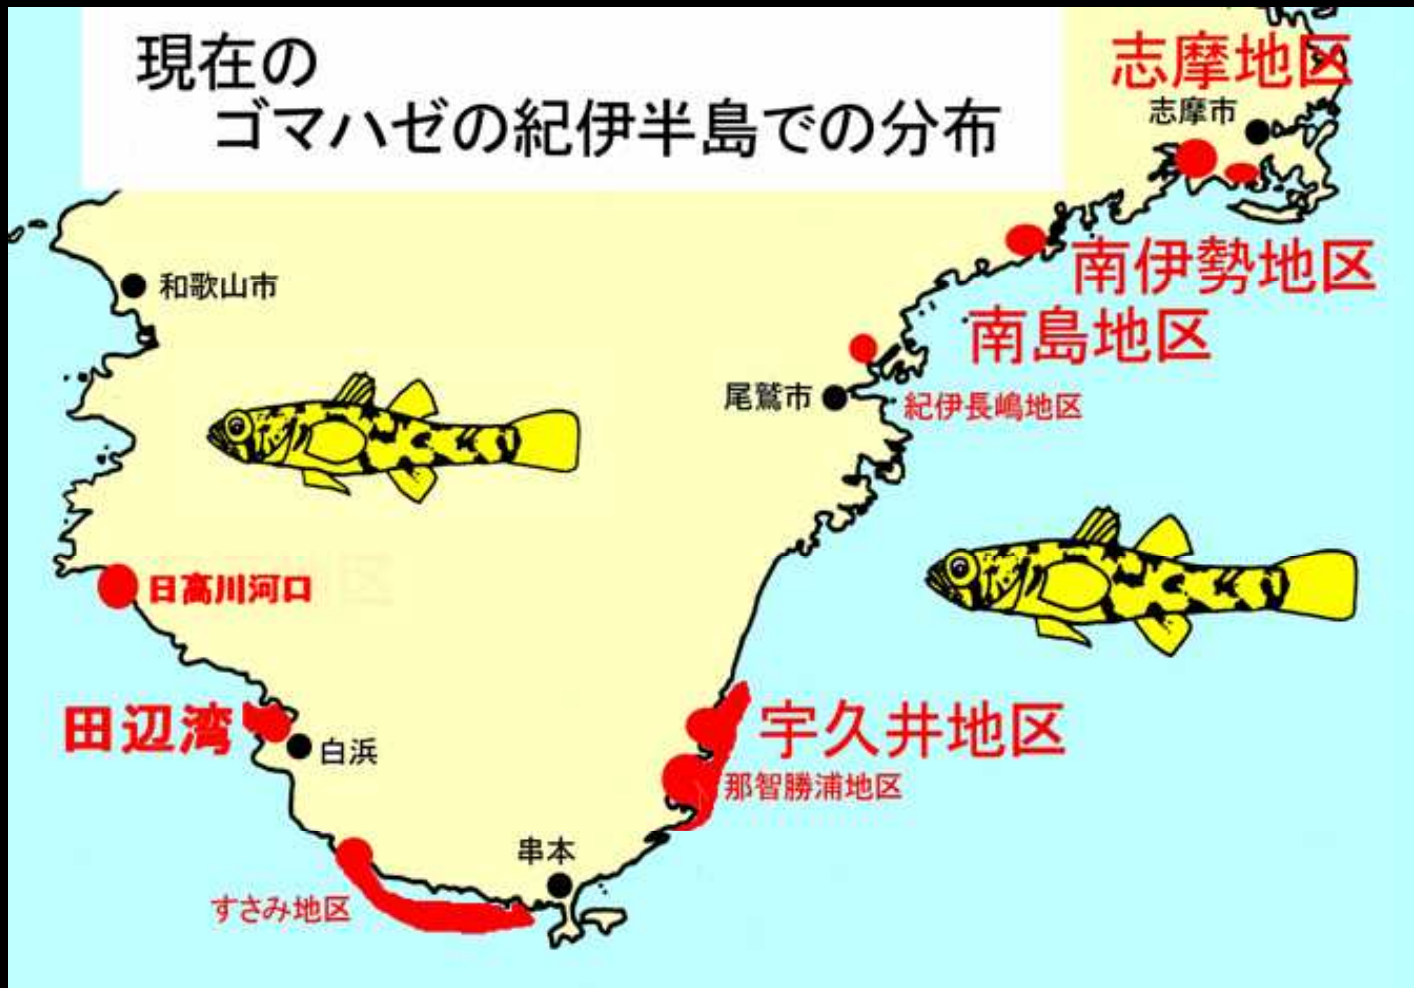 現在の
ゴマハゼの紀伊半島での分布
志摩地区
志摩市
南伊勢地区
和歌山市
南島地区
尾鷲市
紀伊長嶋地区
日高川河口
田辺湾
白浜
宇久井地区
那智勝浦地区
串本
すさみ地区